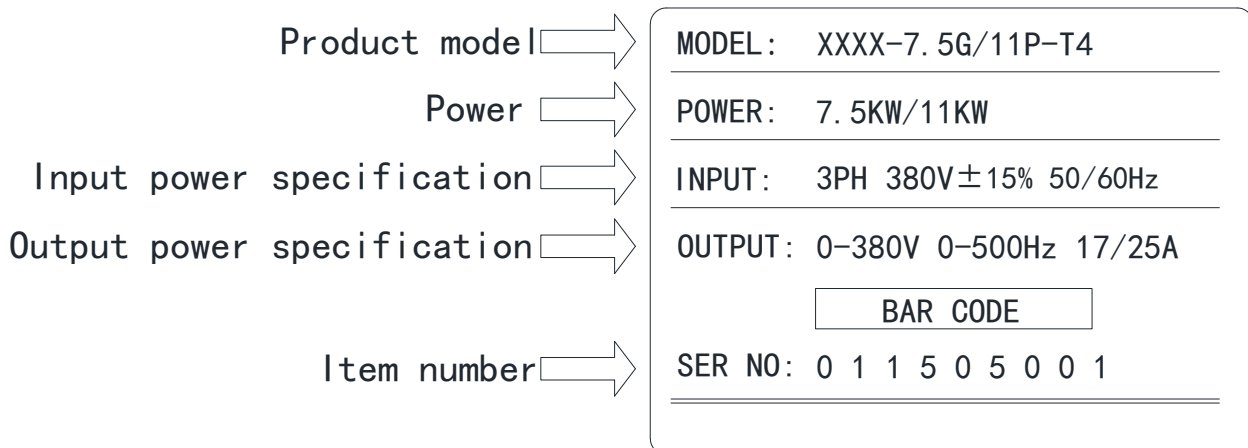 Product model MODEL: XXXX-7.5G/11P-T4
Power POWER: 7.5KW/11KW
Input power specification INPUT: 3PH 380V±15% 50/60Hz
Output power specification OUTPUT: 0-380V 0-500Hz 17/25A
BAR CODE
Item number SER NO: 0 1 1 5 0 5 0 0 1